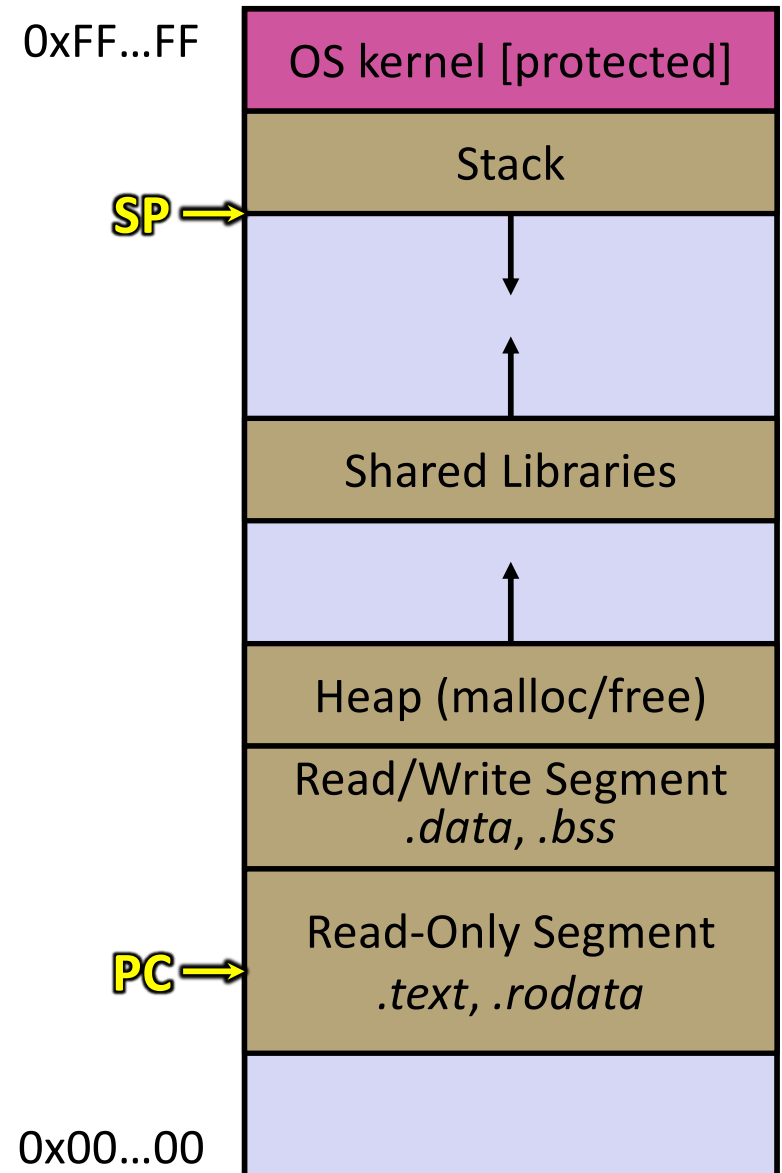 0xFF…FF
OS kernel [protected]
Stack
SP
Shared Libraries
Heap (malloc/free)
Read/Write Segment
.data, .bss
Read-Only Segment
PC
.text, .rodata
0x00…00